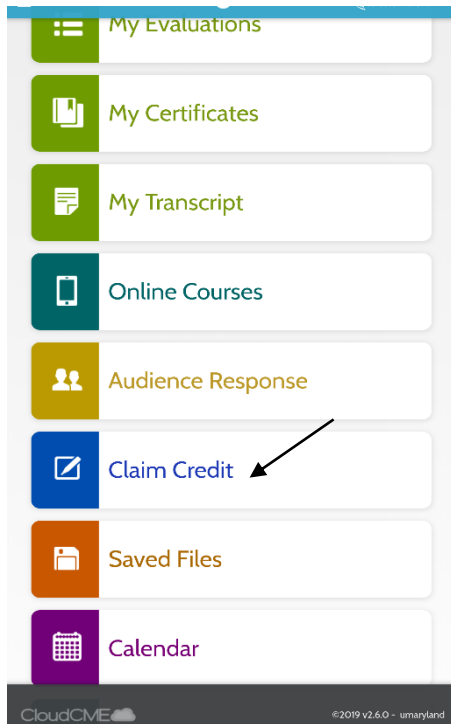 My Evaluations
My Certificates
My Transcript
Online Courses
Audience Response
Claim Credit
Saved Files
Calendar
CloudCME ©2019 v2.6.0 - umaryland